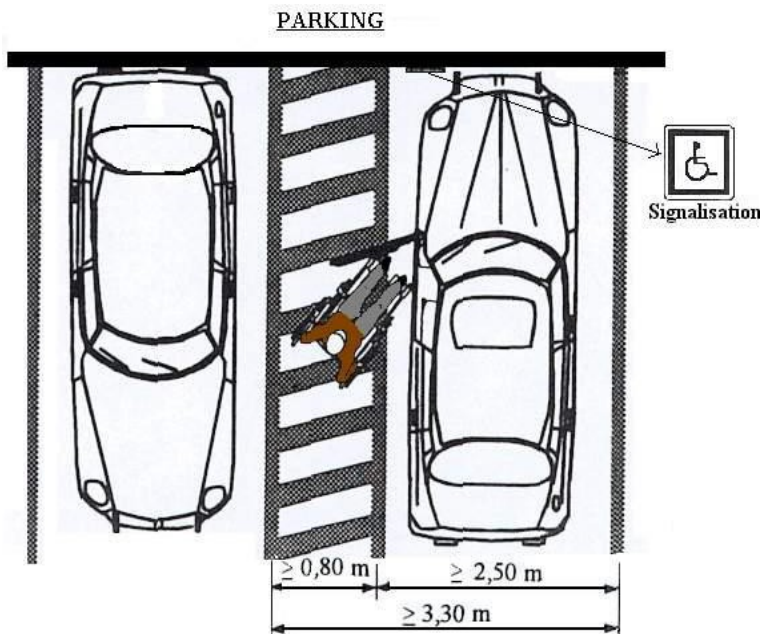 PARKING
Signalisation
≥ 0,80 m
≥ 2,50 m
≥ 3,30 m